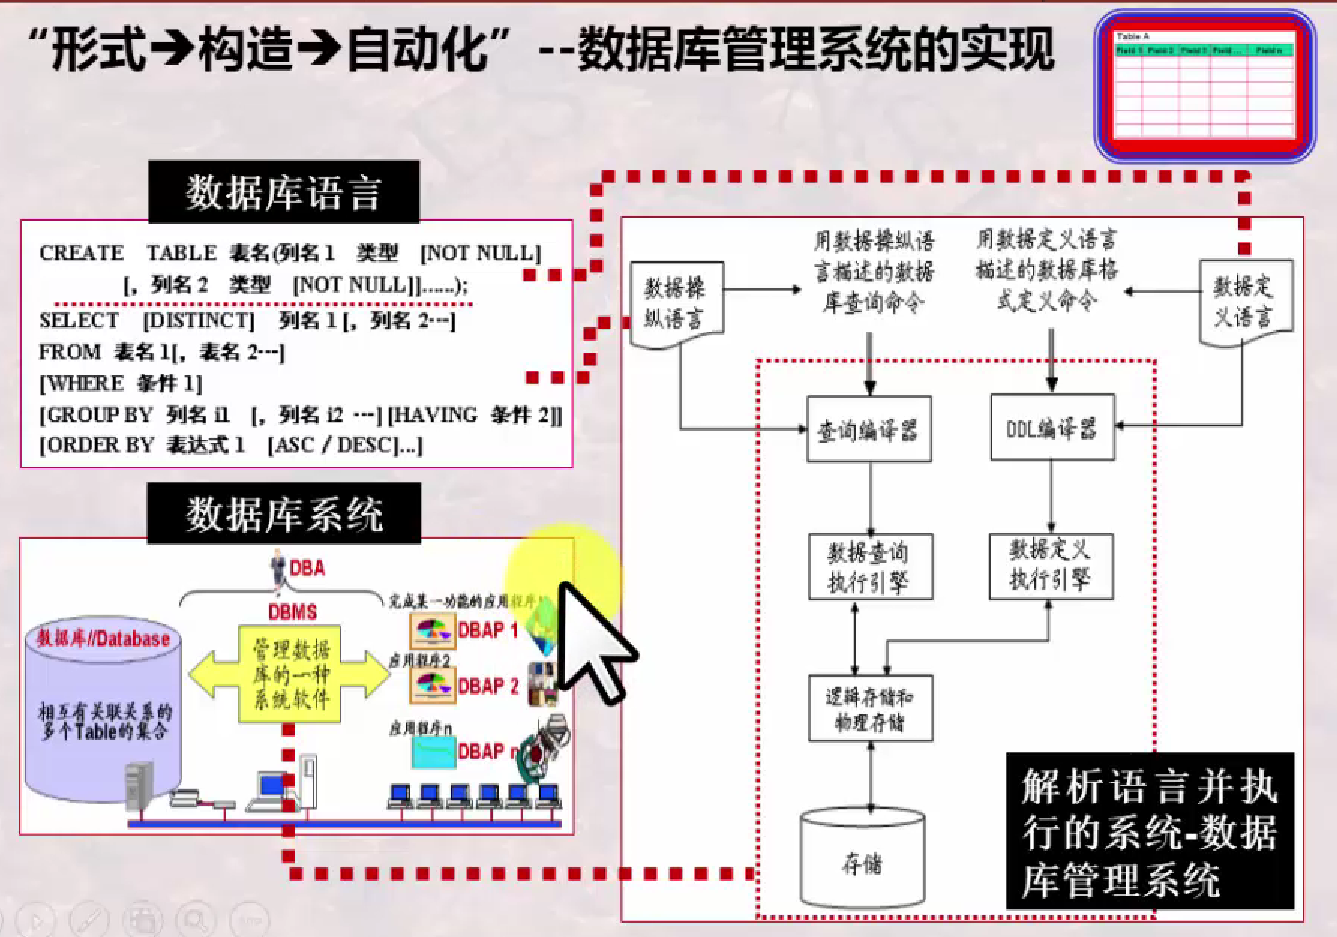 “形式→构造→自动化”--数据库管理系统的实现
Table A
Field 1 Field 2 Field 3 Field... Field n
数据库语言
CREATE TABLE 表名(列名1 类型 [NOT NULL]
[, 列名2 类型 [NOT NULL]]......);
SELECT [DISTINCT] 列名1 [, 列名2…]
FROM 表名1[, 表名2…]
[WHERE 条件1]
[GROUP BY 列名i1 [, 列名i2 …] [HAVING 条件2]]
[ORDER BY 表达式1 [ASC / DESC]...]
数据库系统
DBA
DBMS
管理数据
库的一种
系统软件
数据库//Database
相互有关联关系的
多个Table的集合
完成某一功能的应用程序
DBAP 1
应用程序2
DBAP 2
应用程序n
DBAP n
数据操
纵语言
用数据操纵语
言描述的数据
库查询命令
用数据定义语言
描述的数据库格
式定义命令
数据定
义语言
查询编译器
DDL编译器
数据查询
执行引擎
数据定义
执行引擎
逻辑存储和
物理存储
存储
解析语言并执
行的系统-数据
库管理系统